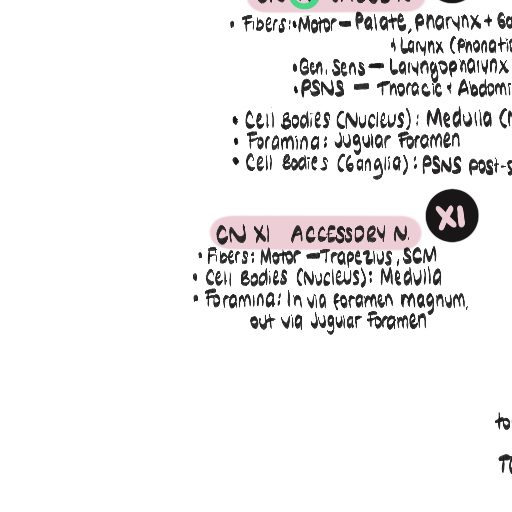 • Fibers: • Motor — Palate, Pharynx +
+ Larynx
• Gen. Sens — Laryngopharynx
• PSNS — Thoracic + Abdomi
• Cell Bodies (Nucleus): Medulla
• Foramina: Jugular Foramen
• Cell Bodies (Ganglia): PSNS post-s
XI
CN XI ACCESSORY N.
• Fibers: Motor — Trapezius, SCM
• Cell Bodies (Nucleus): Medulla
• Foramina: In via foramen magnum,
out via Jugular Foramen
to